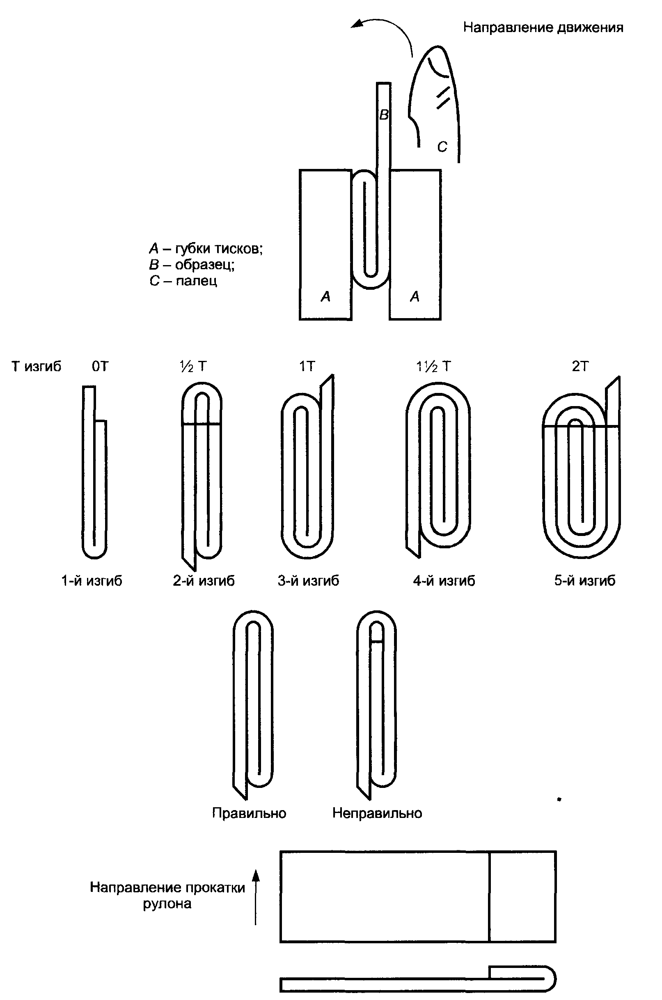 Направление движения
B
C
A – губки тисков;
B – образец;
C – палец
A A
Т изгиб 0Т ½ Т 1Т 1½ Т 2Т
1-й изгиб 2-й изгиб 3-й изгиб 4-й изгиб 5-й изгиб
Правильно Неправильно
Направление прокатки
рулона